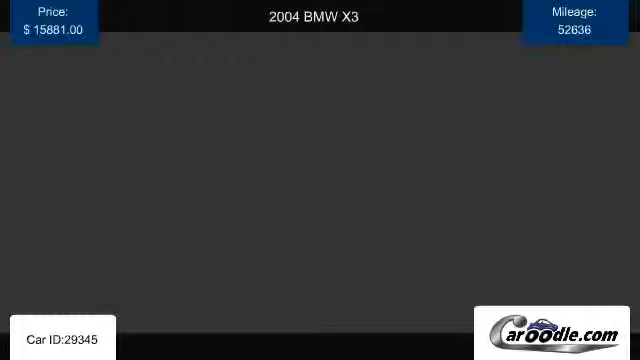 Price:
$ 15881.00
2004 BMW X3
Mileage:
52636
Car ID:29345
Caroodle.com